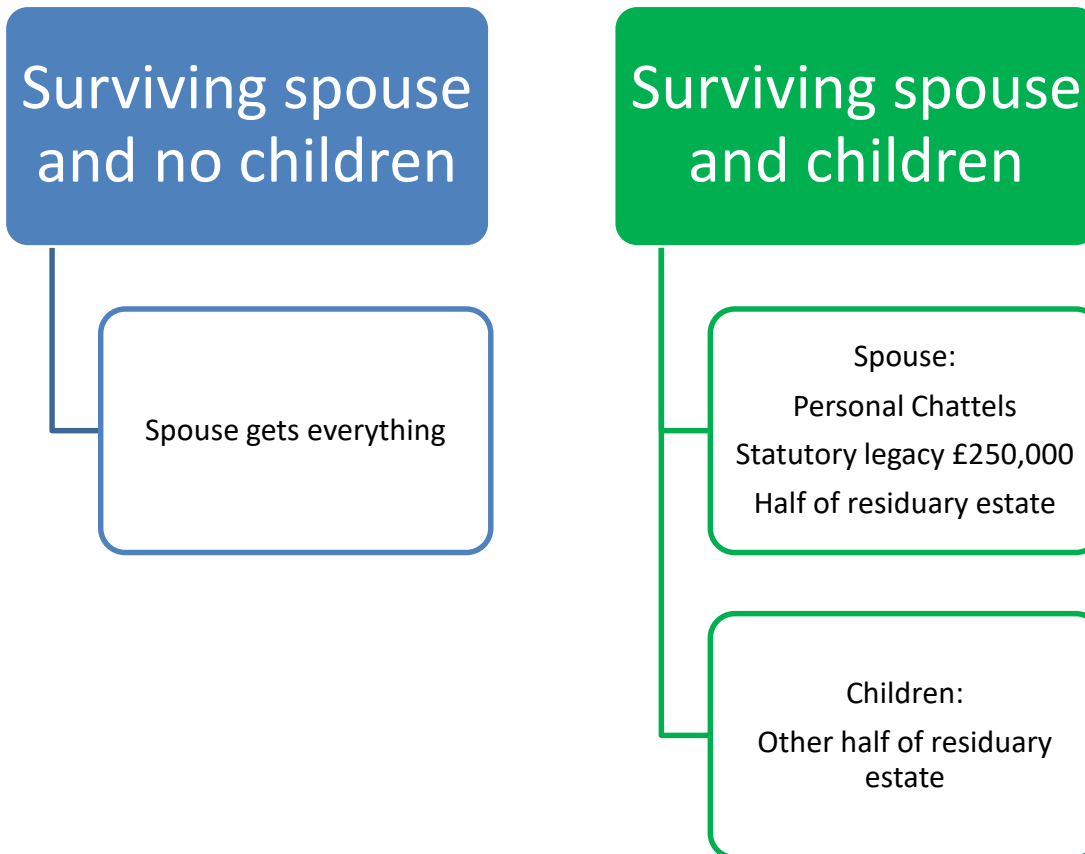 Surviving spouse
and no children
Spouse gets everything
Surviving spouse
and children
Spouse:
Personal Chattels
Statutory legacy £250,000
Half of residuary estate
Children:
Other half of residuary
estate